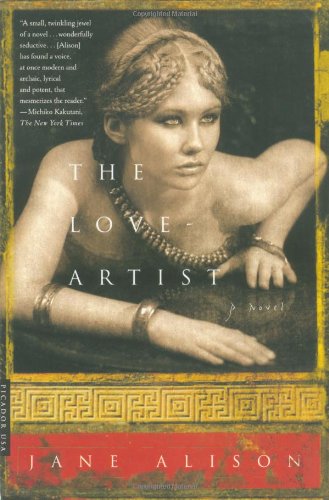 "A small, twinkling jewel
of a novel . . . wonderfully
seductive. . . . [Alison]
has found a voice,
at once modern and
archaic, lyrical
and potent, that
mesmerizes the reader."
—Michiko Kakutani,
The New York Times
THE
LOVE-
ARTIST
a novel
PICADOR USA
JANE ALISON